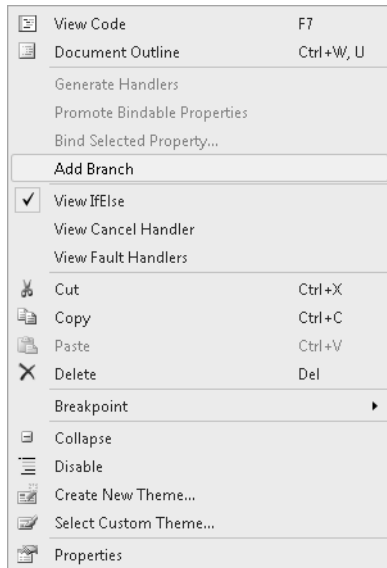 View Code F7
Document Outline Ctrl+W, U
Generate Handlers
Promote Bindable Properties
Bind Selected Property...
Add Branch
View IfElse
View Cancel Handler
View Fault Handlers
Cut Ctrl+X
Copy Ctrl+C
Paste Ctrl+V
Delete Del
Breakpoint
Collapse
Disable
Create New Theme...
Select Custom Theme...
Properties